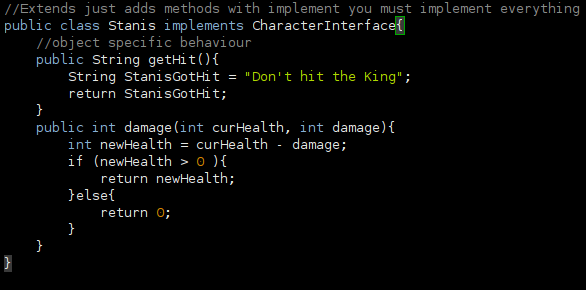 //Extends just adds methods with implement you must implement everything
public class Stanis implements CharacterInterface{
    //object specific behaviour
    public String getHit(){
        String StanisGotHit = "Don't hit the King";
        return StanisGotHit;
    }
    public int damage(int curHealth, int damage){
        int newHealth = curHealth - damage;
        if (newHealth > 0 ){
            return newHealth;
        }else{
            return 0;
        }
    }
}